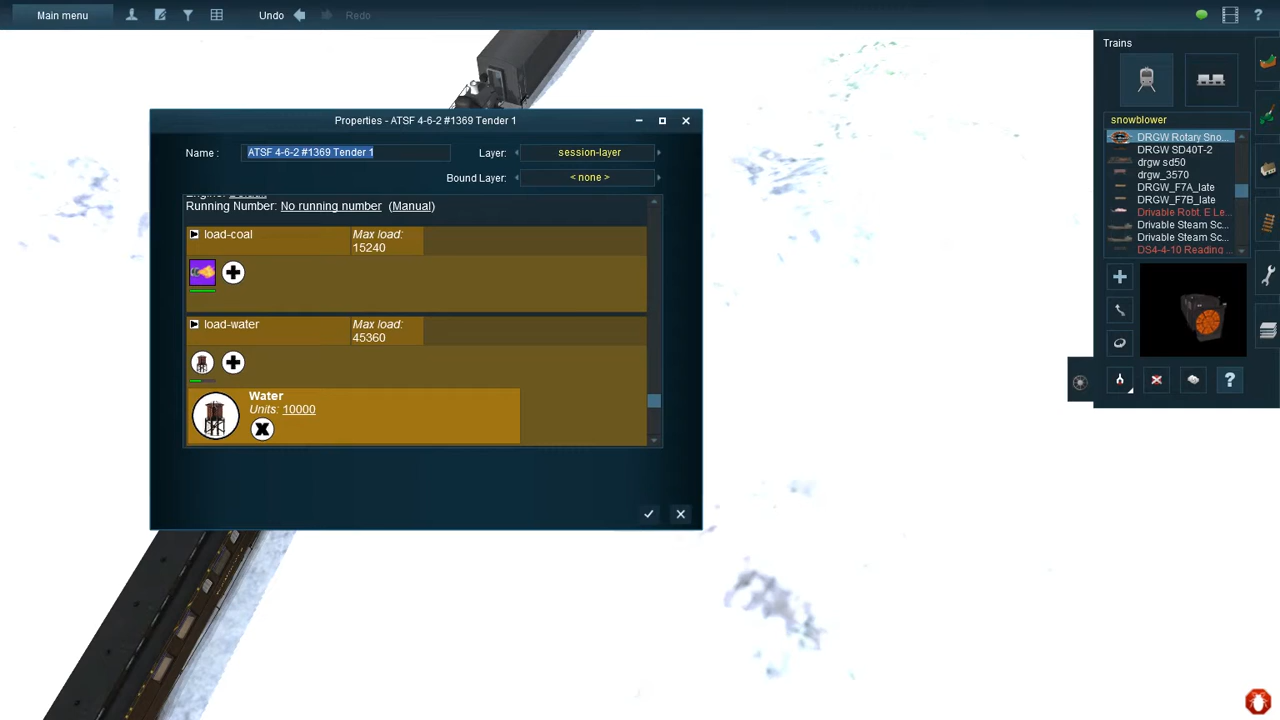 Main menu
Undo
Redo
?
Properties - ATSF 4-6-2 #1369 Tender 1
Name :
ATSF 4-6-2 #1369 Tender 1
Layer:
session-layer
Bound Layer:
< none >
Running Number: No running number (Manual)
load-coal
Max load:
15240
load-water
Max load:
45360
Water
Units: 10000
Trains
snowblower
DRGW Rotary Sno...
DRGW SD40T-2
drgw sd50
drgw_3570
DRGW_F7A_late
DRGW_F7B_late
Drivable Robt. E Le...
Drivable Steam Sc...
Drivable Steam Sc...
DS4-4-10 Reading ...
?